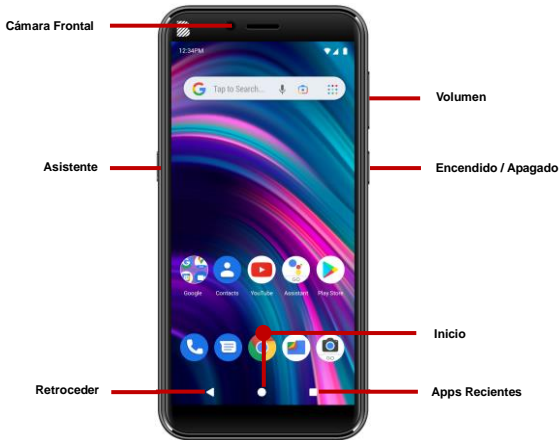 Cámara Frontal
12:34PM
Tap to Search...
Volumen
Asistente
Encendido / Apagado
Google Contacts YouTube Assistant Play Store
GO
Inicio
Retroceder
Apps Recientes